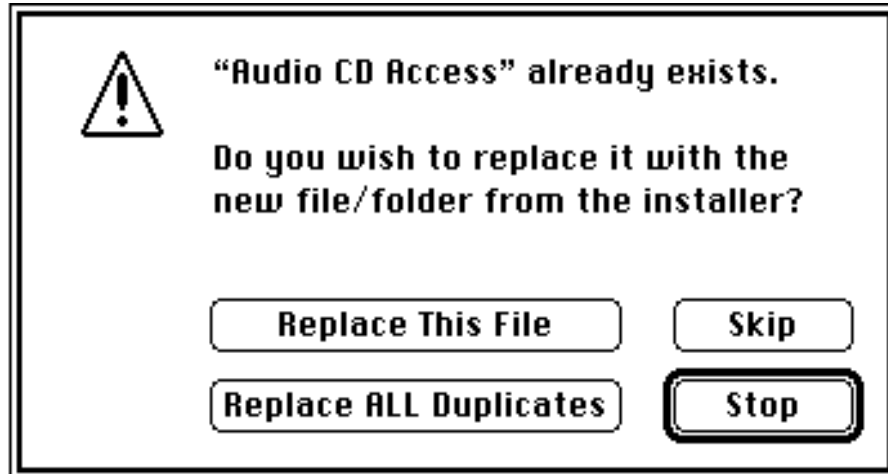 “Audio CD Access” already exists.
Do you wish to replace it with the
new file/folder from the installer?
Replace This File
Skip
Replace ALL Duplicates
Stop